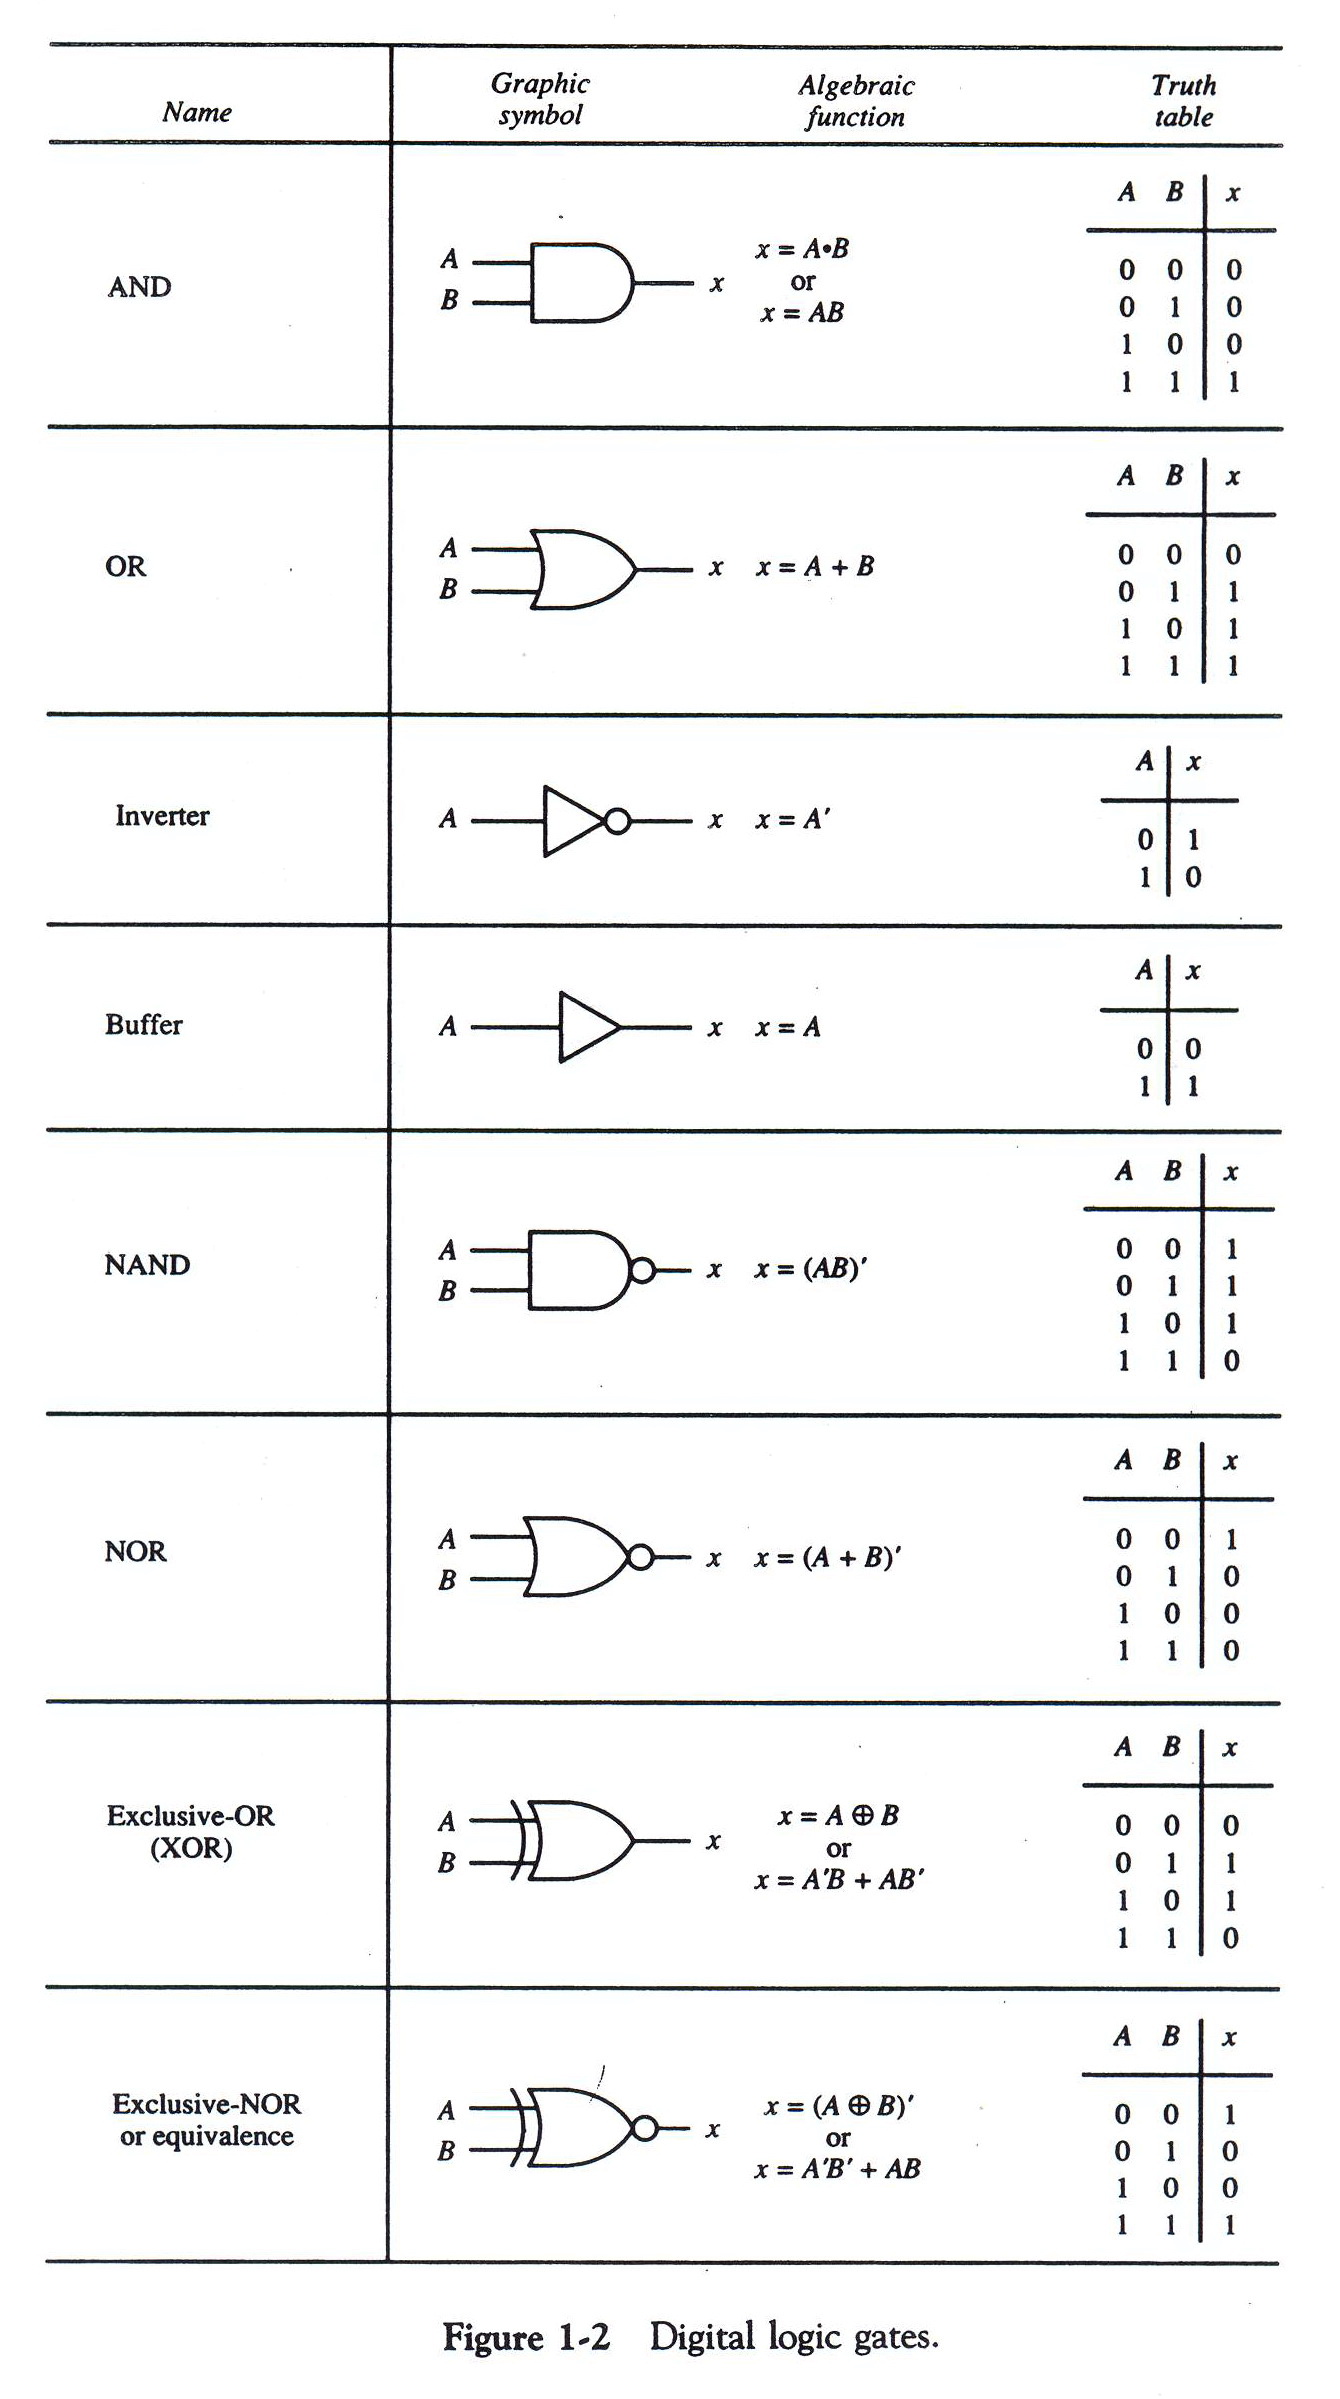 Name Graphic symbol Algebraic function Truth table
AND
A
B
x
x = A•B
or
x = AB
A B x
0 0 0
0 1 0
1 0 0
1 1 1
OR
A
B
x
x = A + B
A B x
0 0 0
0 1 1
1 0 1
1 1 1
Inverter
A
x
x = A′
A x
0 1
1 0
Buffer
A
x
x = A
A x
0 0
1 1
NAND
A
B
x
x = (AB)′
A B x
0 0 1
0 1 1
1 0 1
1 1 0
NOR
A
B
x
x = (A + B)′
A B x
0 0 1
0 1 0
1 0 0
1 1 0
Exclusive-OR
(XOR)
A
B
x
x = A ⊕ B
or
x = A′B + AB′
A B x
0 0 0
0 1 1
1 0 1
1 1 0
Exclusive-NOR
or equivalence
A
B
x
x = (A ⊕ B)′
or
x = A′B′ + AB
A B x
0 0 1
0 1 0
1 0 0
1 1 1
Figure 1-2 Digital logic gates.